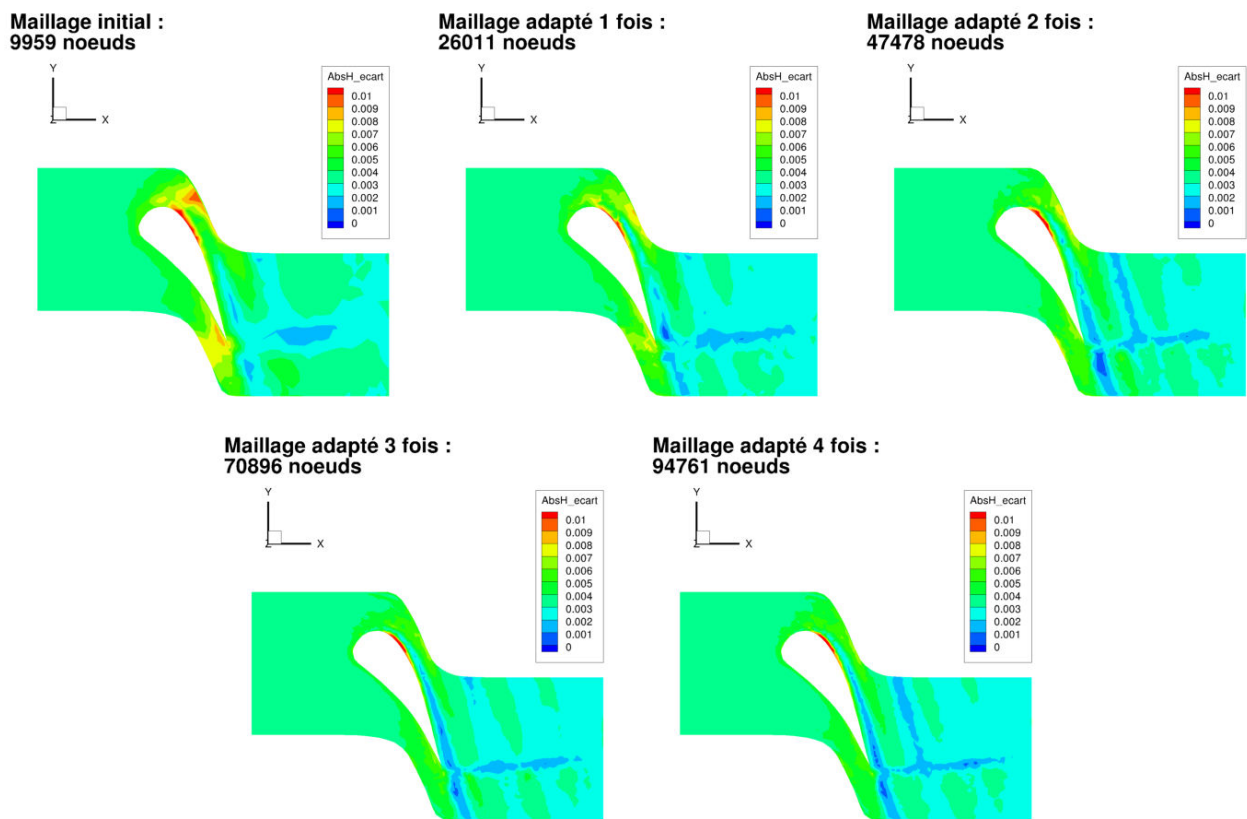 Maillage initial :
9959 noeuds
Y
X
Z
AbsH_ecart
0.01
0.009
0.008
0.007
0.006
0.005
0.004
0.003
0.002
0.001
0
Maillage adapté 1 fois :
26011 noeuds
Y
X
Z
AbsH_ecart
0.01
0.009
0.008
0.007
0.006
0.005
0.004
0.003
0.002
0.001
0
Maillage adapté 2 fois :
47478 noeuds
Y
X
Z
AbsH_ecart
0.01
0.009
0.008
0.007
0.006
0.005
0.004
0.003
0.002
0.001
0
Maillage adapté 3 fois :
70896 noeuds
Y
X
Z
AbsH_ecart
0.01
0.009
0.008
0.007
0.006
0.005
0.004
0.003
0.002
0.001
0
Maillage adapté 4 fois :
94761 noeuds
Y
X
Z
AbsH_ecart
0.01
0.009
0.008
0.007
0.006
0.005
0.004
0.003
0.002
0.001
0